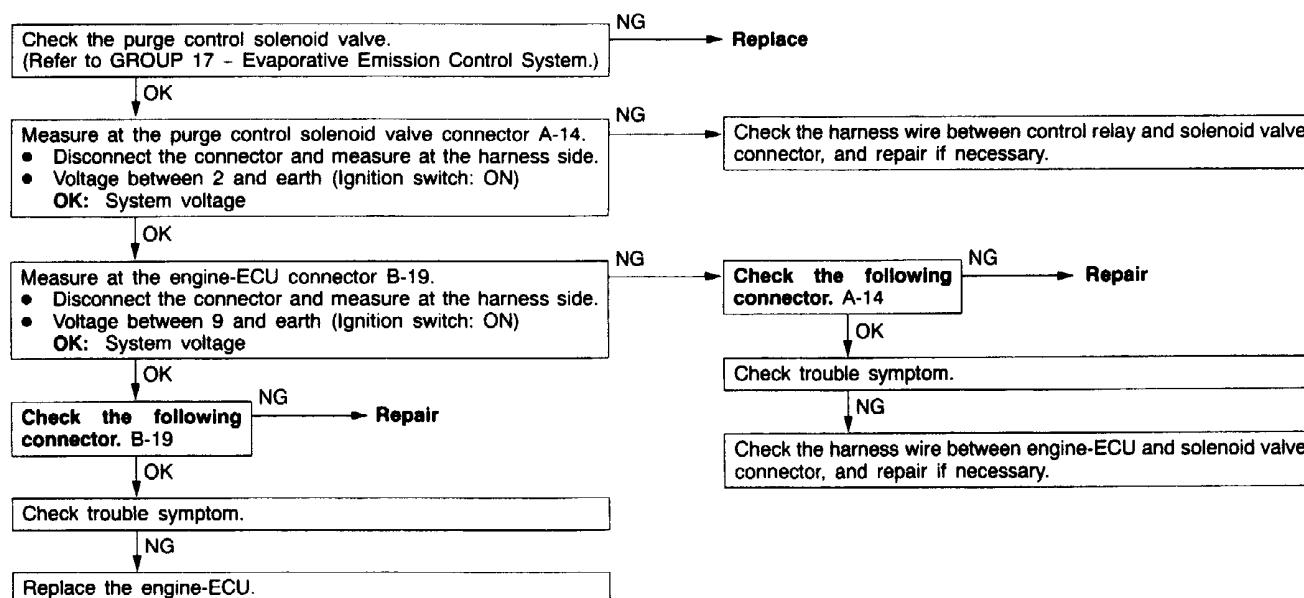 Check the purge control solenoid valve.
(Refer to GROUP 17 – Evaporative Emission Control System.)
NG
Replace
OK
Measure at the purge control solenoid valve connector A-14.
● Disconnect the connector and measure at the harness side.
● Voltage between 2 and earth (Ignition switch: ON)
OK: System voltage
NG
Check the harness wire between control relay and solenoid valve
connector, and repair if necessary.
OK
Measure at the engine-ECU connector B-19.
● Disconnect the connector and measure at the harness side.
● Voltage between 9 and earth (Ignition switch: ON)
OK: System voltage
NG
Check the following
connector. A-14
NG
Repair
OK
Check trouble symptom.
NG
Check the harness wire between engine-ECU and solenoid valve
connector, and repair if necessary.
OK
Check the following
connector. B-19
NG
Repair
OK
Check trouble symptom.
NG
Replace the engine-ECU.